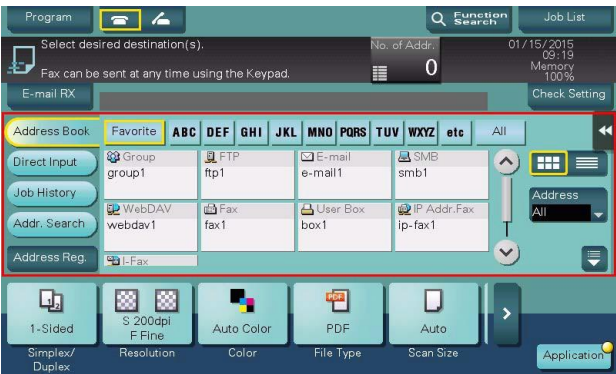 Program
Function
Search
Job List
Select desired destination(s).
Fax can be sent at any time using the Keypad.
No. of Addr.
0
01/15/2015
09:19
Memory
100%
E-mail RX
Check Setting
Address Book
Favorite ABC DEF GHI JKL MNO PQRS TUV WXYZ etc All
Direct Input
Job History
Addr. Search
Address Reg.
Group FTP E-mail SMB
group1 ftp1 e-mail1 smb1
WebDAV Fax User Box IP Addr.Fax
webdav1 fax1 box1 ip-fax1
I-Fax
Address
All
1-Sided
S 200dpi
F Fine
Auto Color
PDF
PDF
Auto
Simplex/
Duplex
Resolution
Color
File Type
Scan Size
Application